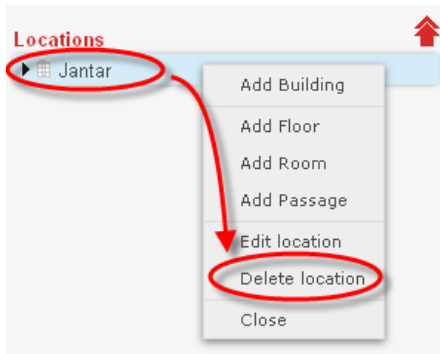 Locations
Jantar
Add Building
Add Floor
Add Room
Add Passage
Edit location
Delete location
Close